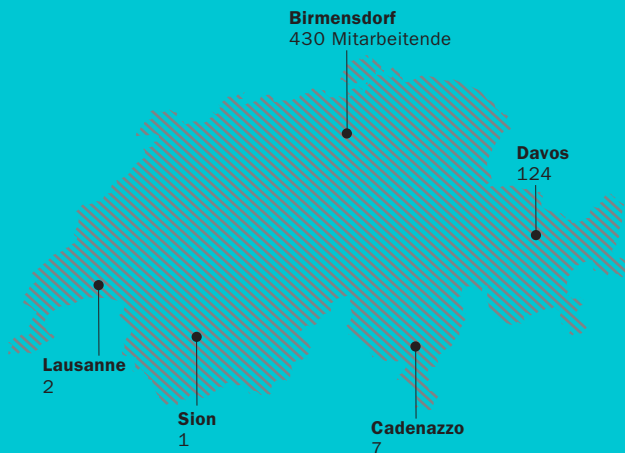 Birmensdorf
430 Mitarbeitende
Davos
124
Lausanne
2
Sion
1
Cadenazzo
7